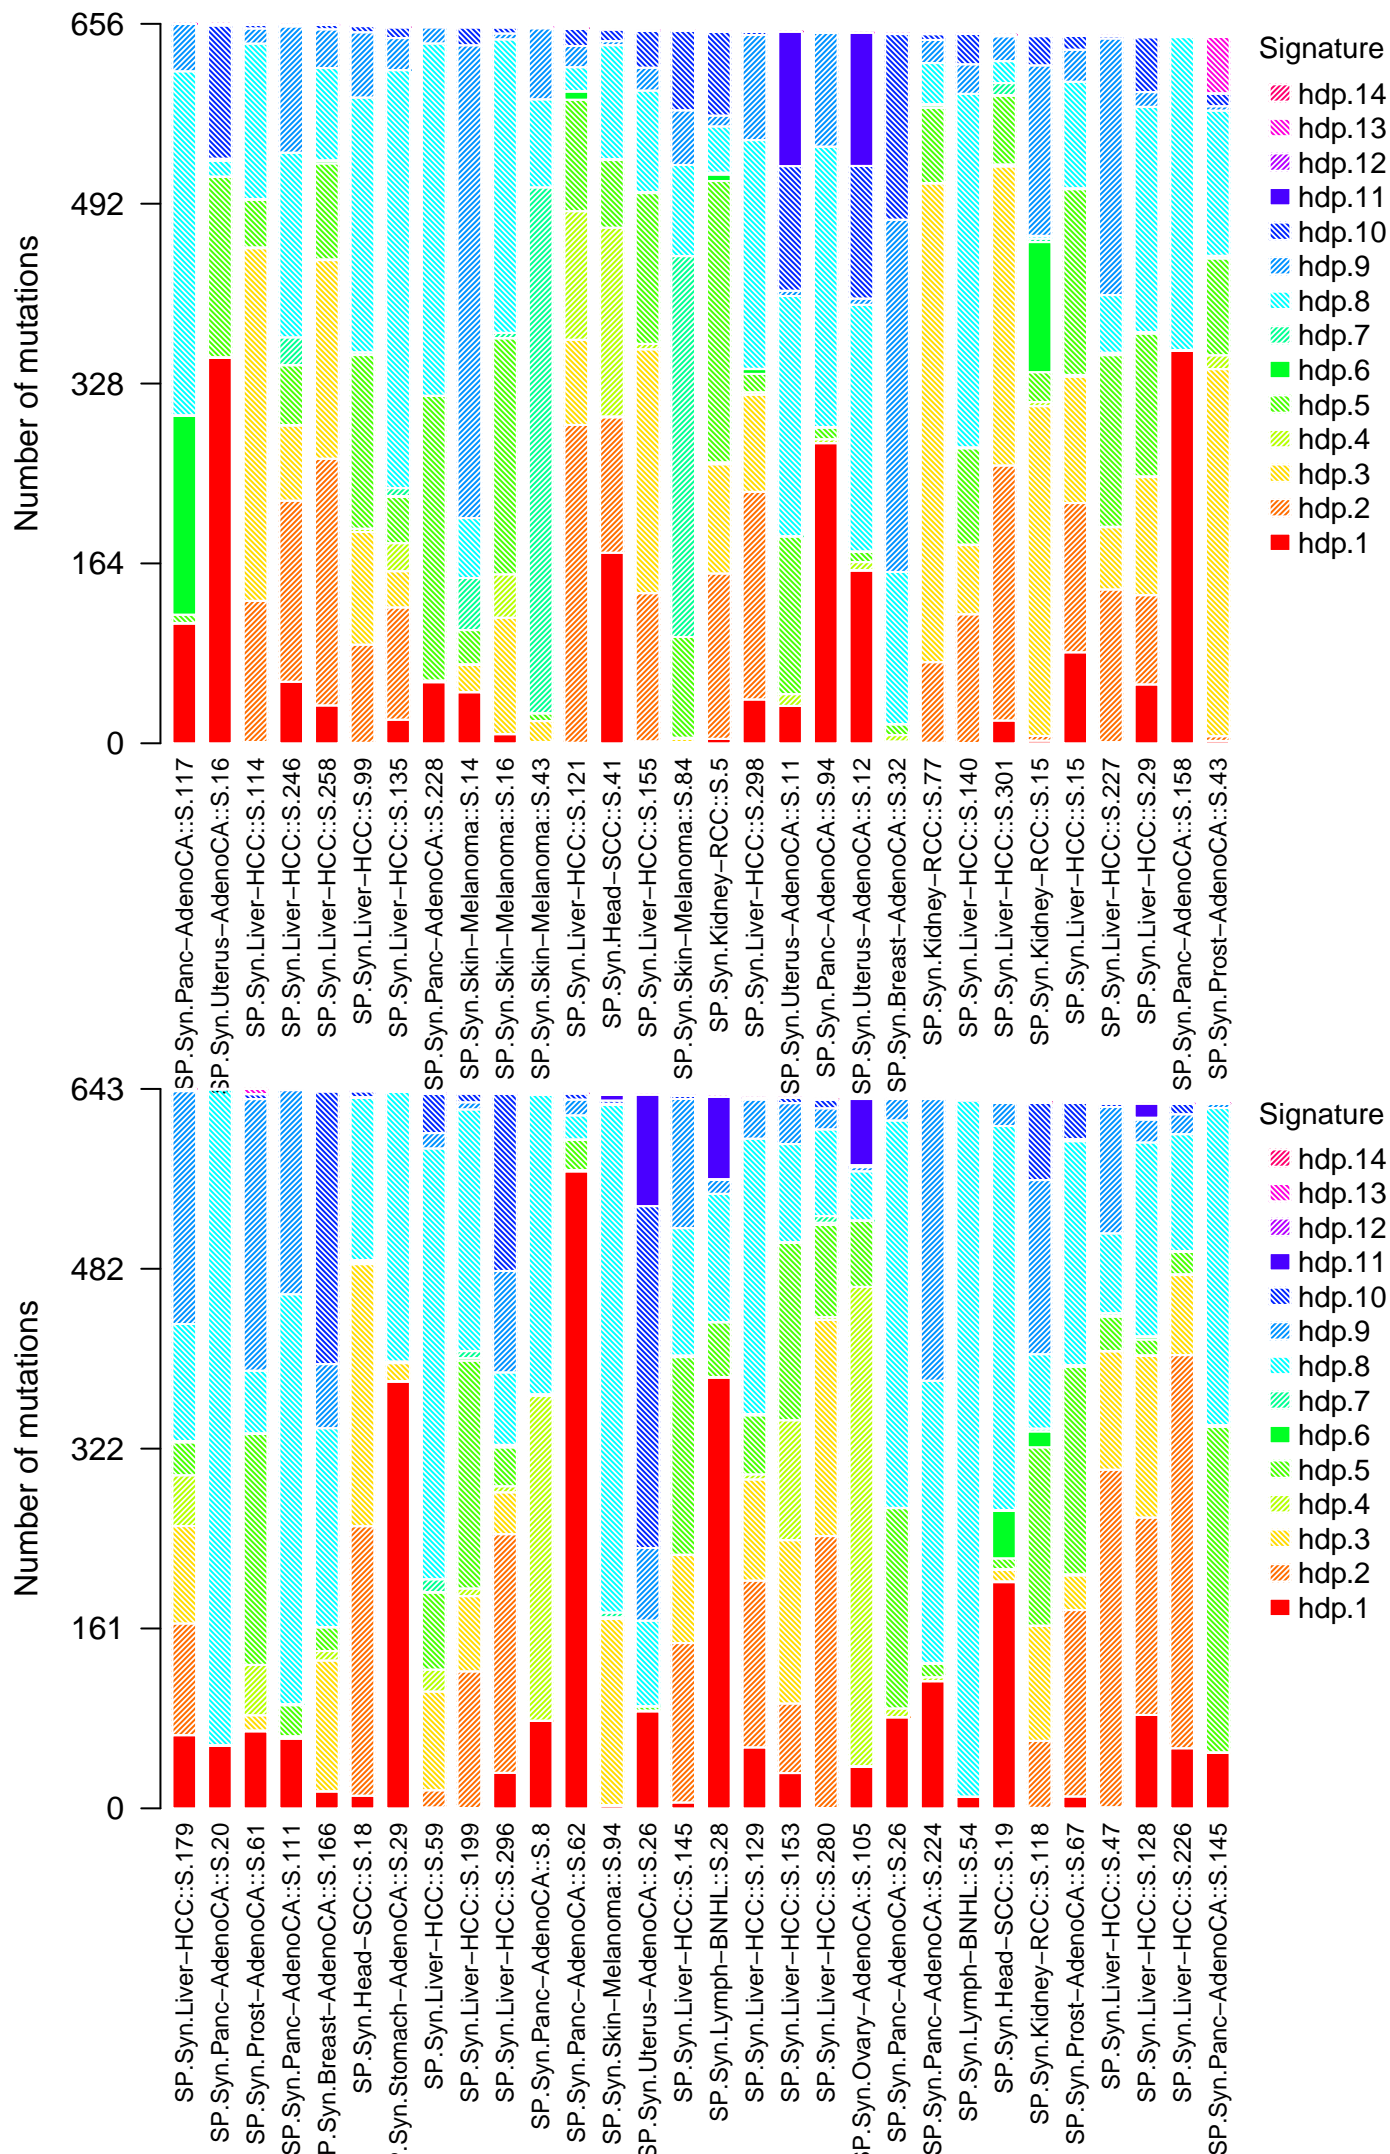 656
492
328
164
0
Number of mutations
Signature
hdp.14
hdp.13
hdp.12
hdp.11
hdp.10
hdp.9
hdp.8
hdp.7
hdp.6
hdp.5
hdp.4
hdp.3
hdp.2
hdp.1
SP.Syn.Panc−AdenoCA::S.117
SP.Syn.Uterus−AdenoCA::S.16
SP.Syn.Liver−HCC::S.114
SP.Syn.Liver−HCC::S.246
SP.Syn.Liver−HCC::S.258
SP.Syn.Liver−HCC::S.99
SP.Syn.Liver−HCC::S.135
SP.Syn.Panc−AdenoCA::S.228
SP.Syn.Skin−Melanoma::S.14
SP.Syn.Skin−Melanoma::S.16
SP.Syn.Skin−Melanoma::S.43
SP.Syn.Liver−HCC::S.121
SP.Syn.Head−SCC::S.41
SP.Syn.Liver−HCC::S.155
SP.Syn.Skin−Melanoma::S.84
SP.Syn.Kidney−RCC::S.5
SP.Syn.Liver−HCC::S.298
SP.Syn.Uterus−AdenoCA::S.11
SP.Syn.Panc−AdenoCA::S.94
SP.Syn.Uterus−AdenoCA::S.12
SP.Syn.Breast−AdenoCA::S.32
SP.Syn.Kidney−RCC::S.77
SP.Syn.Liver−HCC::S.140
SP.Syn.Liver−HCC::S.301
SP.Syn.Kidney−RCC::S.15
SP.Syn.Liver−HCC::S.15
SP.Syn.Liver−HCC::S.227
SP.Syn.Liver−HCC::S.29
SP.Syn.Panc−AdenoCA::S.158
SP.Syn.Prost−AdenoCA::S.43
643
482
322
161
0
Number of mutations
Signature
hdp.14
hdp.13
hdp.12
hdp.11
hdp.10
hdp.9
hdp.8
hdp.7
hdp.6
hdp.5
hdp.4
hdp.3
hdp.2
hdp.1
SP.Syn.Liver−HCC::S.179
SP.Syn.Panc−AdenoCA::S.20
SP.Syn.Prost−AdenoCA::S.61
SP.Syn.Panc−AdenoCA::S.111
P.Syn.Breast−AdenoCA::S.166
SP.Syn.Head−SCC::S.18
.Syn.Stomach−AdenoCA::S.29
SP.Syn.Liver−HCC::S.59
SP.Syn.Liver−HCC::S.199
SP.Syn.Liver−HCC::S.296
SP.Syn.Panc−AdenoCA::S.8
SP.Syn.Panc−AdenoCA::S.62
SP.Syn.Skin−Melanoma::S.94
SP.Syn.Uterus−AdenoCA::S.26
SP.Syn.Liver−HCC::S.145
SP.Syn.Lymph−BNHL::S.28
SP.Syn.Liver−HCC::S.129
SP.Syn.Liver−HCC::S.153
SP.Syn.Liver−HCC::S.280
SP.Syn.Ovary−AdenoCA::S.105
SP.Syn.Panc−AdenoCA::S.26
SP.Syn.Panc−AdenoCA::S.224
SP.Syn.Lymph−BNHL::S.54
SP.Syn.Head−SCC::S.19
SP.Syn.Kidney−RCC::S.118
SP.Syn.Prost−AdenoCA::S.67
SP.Syn.Liver−HCC::S.47
SP.Syn.Liver−HCC::S.128
SP.Syn.Liver−HCC::S.226
SP.Syn.Panc−AdenoCA::S.145